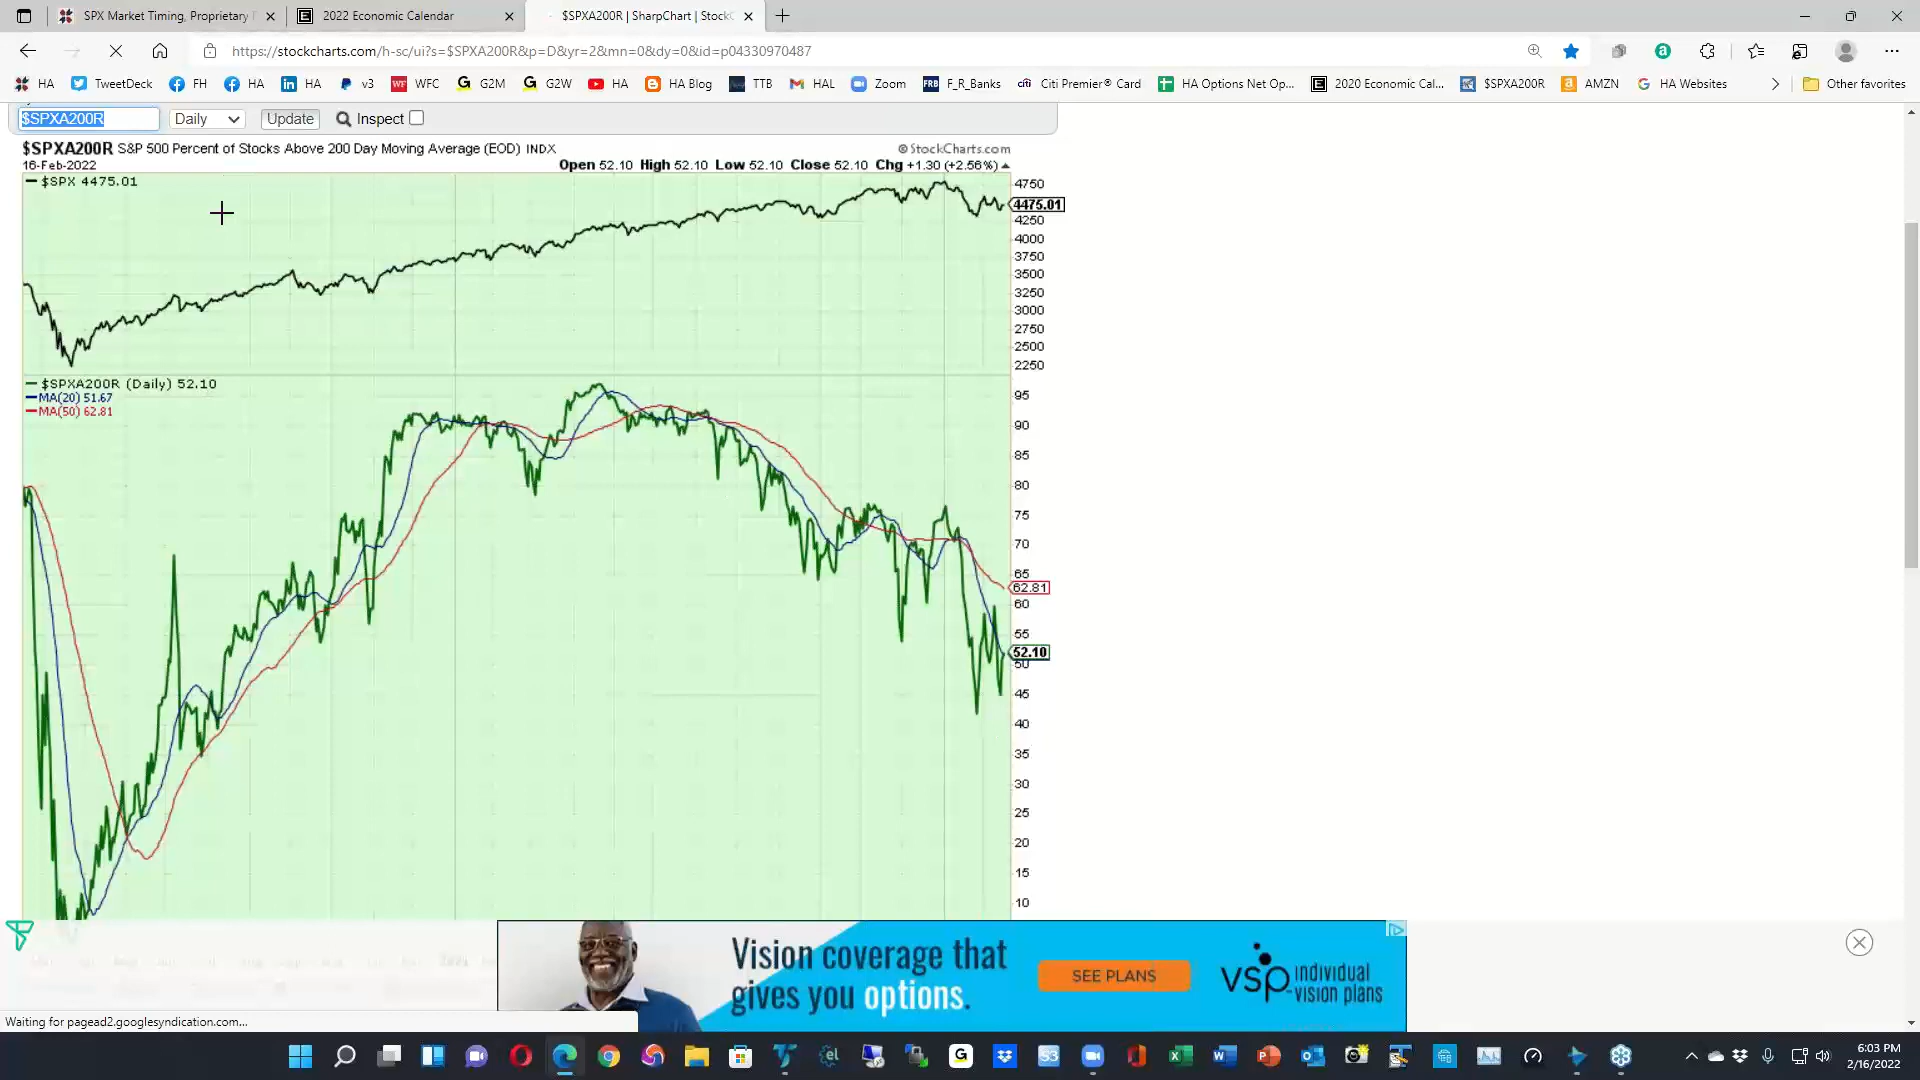 SPX Market Timing, Proprietary
2022 Economic Calendar
$SPXA200R | SharpChart | StockC
https://stockcharts.com/h-sc/ui?s=$SPXA200R&p=D&yr=2&mn=0&dy=0&id=p04330970487
HA TweetDeck FH HA HA v3 WFC G2M G2W HA HA Blog TTB HAL Zoom F_R_Banks Citi Premier® Card HA Options Net Op... 2020 Economic Cal... $SPXA200R AMZN HA Websites Other favorites
$SPXA200R Daily Update Inspect
$SPXA200R S&P 500 Percent of Stocks Above 200 Day Moving Average (EOD) INDX
© StockCharts.com
16-Feb-2022
Open 52.10 High 52.10 Low 52.10 Close 52.10 Chg +1.30 (+2.56%)
$SPX 4475.01
4750
4475.01
4250
4000
3750
3500
3250
3000
2750
2500
2250
$SPXA200R (Daily) 52.10
MA(20) 51.67
MA(50) 62.81
95
90
85
80
75
70
65
62.81
60
55
52.10
50
45
40
35
30
25
20
15
10
Vision coverage that
gives you options.
SEE PLANS
vsp individual
vision plans
Waiting for pagead2.googlesyndication.com...
6:03 PM
2/16/2022